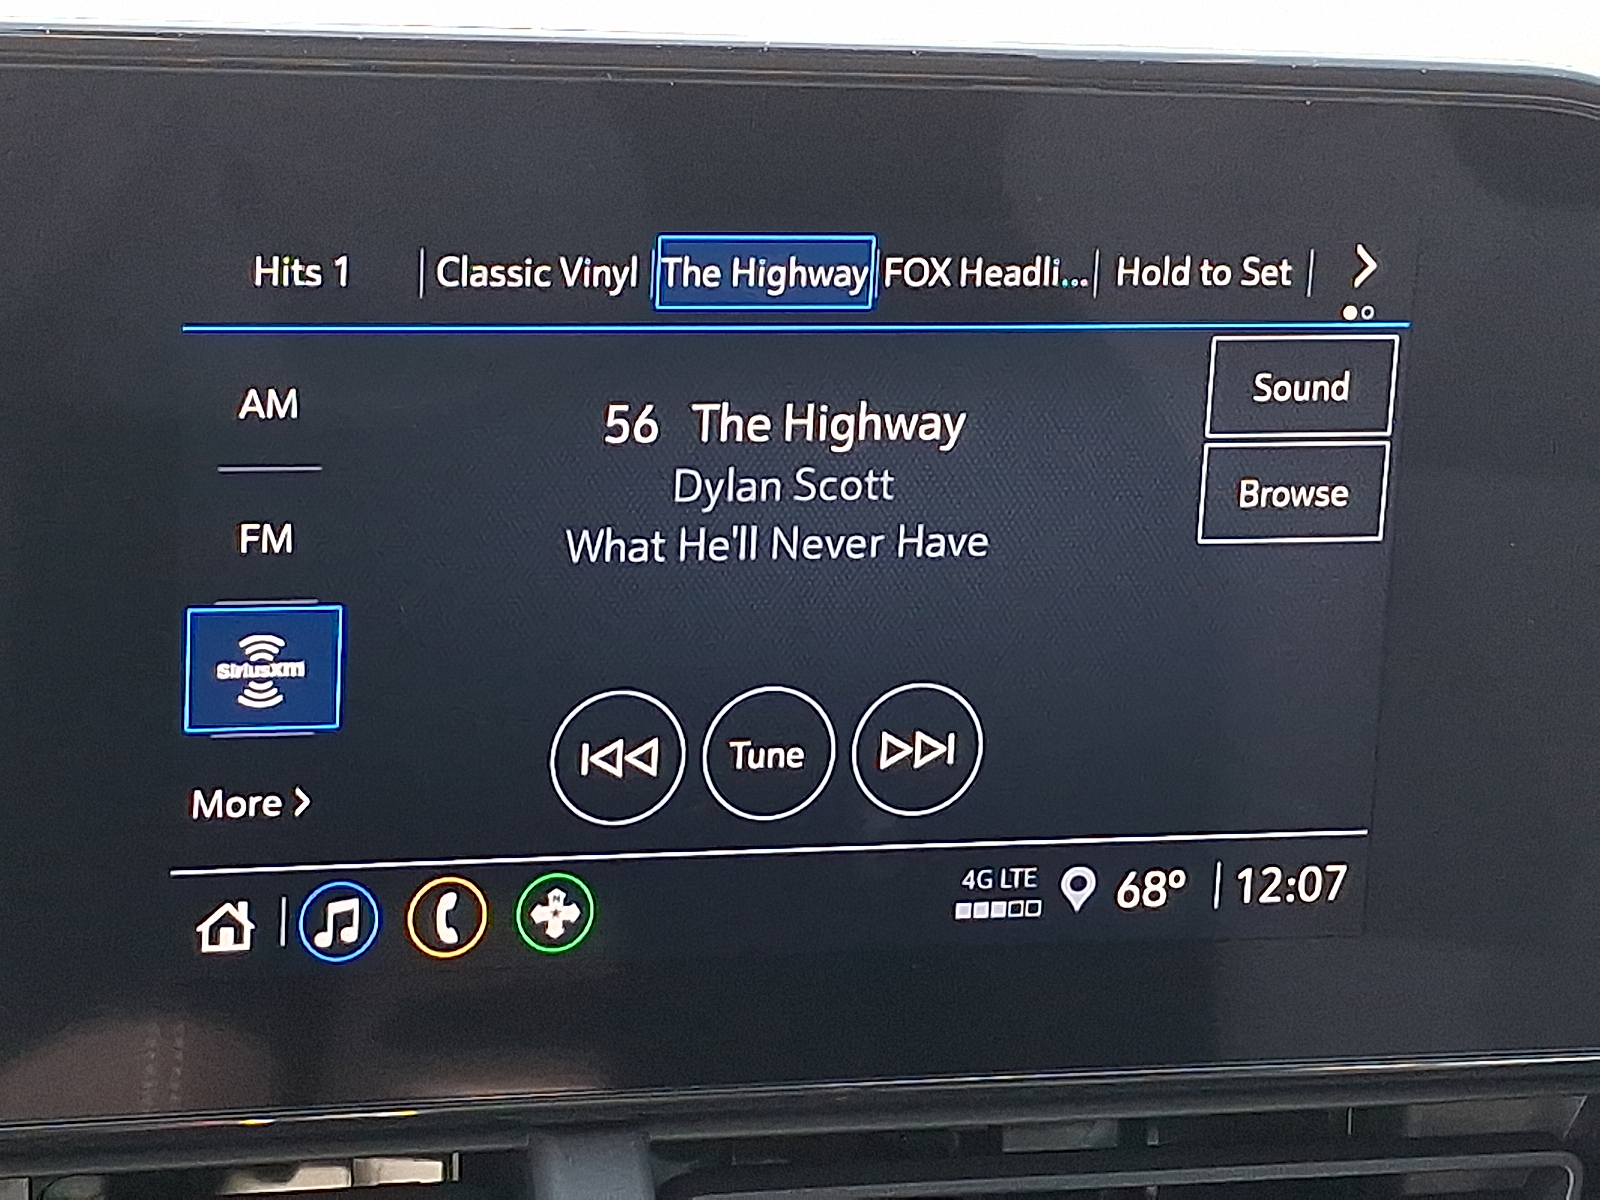 Hits 1 | Classic Vinyl | The Highway | FOX Headli... | Hold to Set |
Sound
Browse
AM
FM
SiriusXM
More >
56 The Highway
Dylan Scott
What He'll Never Have
Tune
4G LTE
68° | 12:07
N